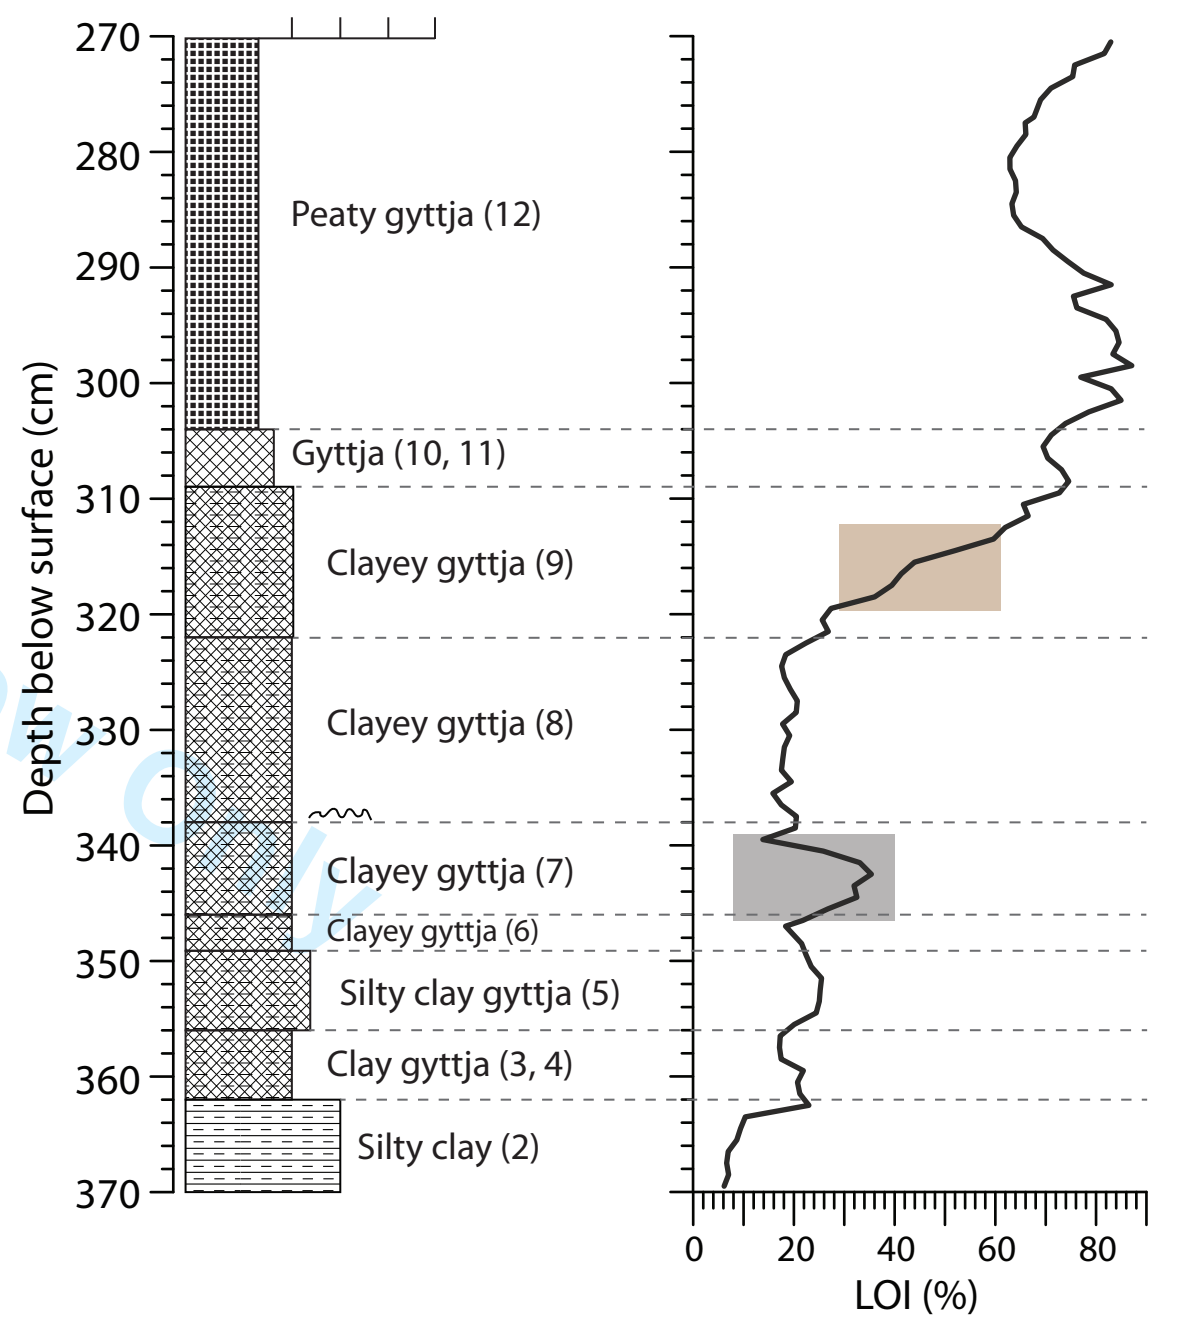 270
280
290
300
310
320
330
340
350
360
370
Depth below surface (cm)
Peaty gyttja (12)
Gyttja (10, 11)
Clayey gyttja (9)
Clayey gyttja (8)
Clayey gyttja (7)
Clayey gyttja (6)
Silty clay gyttja (5)
Clay gyttja (3, 4)
Silty clay (2)
0 20 40 60 80
LOI (%)
w Only